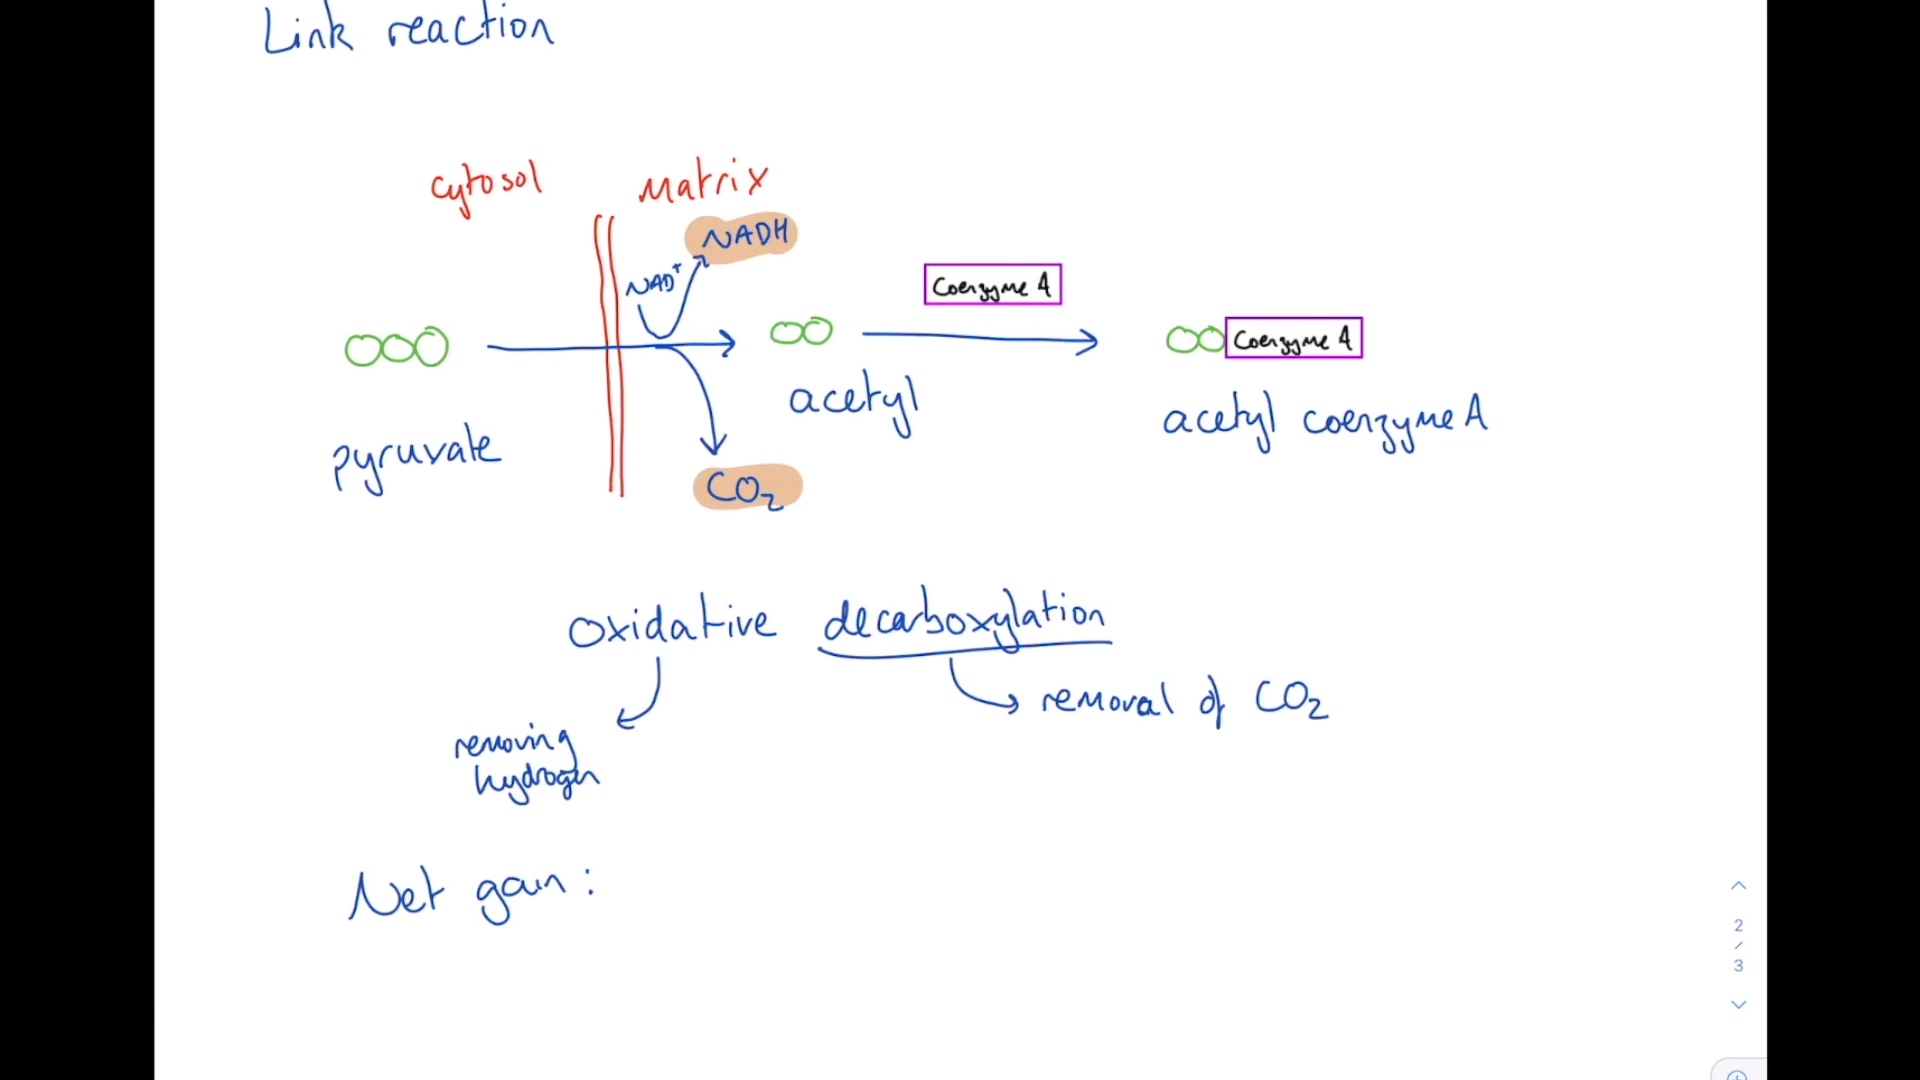 Link reaction
cytosol
Matrix
NADH
NAD+
Coenzyme A
Coenzyme A
acetyl
acetyl coenzyme A
pyruvate
CO2
Oxidative decarboxylation
removal of CO2
removing
hydrogen
Net gain:
2
/
3